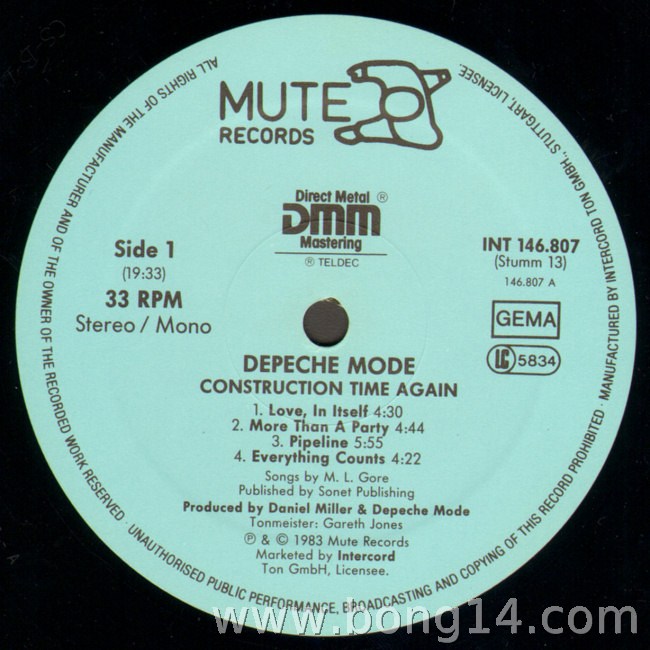 MUTE
RECORDS
Direct Metal ®
DMM
Mastering
® TELDEC
Side 1
(19:33)
33 RPM
Stereo / Mono
INT 146.807
(Stumm 13)
146.807 A
GEMA
LC 5834
DEPECHE MODE
CONSTRUCTION TIME AGAIN
1. Love, In Itself 4:30
2. More Than A Party 4:44
3. Pipeline 5:55
4. Everything Counts 4:22
Songs by M. L. Gore
Published by Sonet Publishing
Produced by Daniel Miller & Depeche Mode
Tonmeister: Gareth Jones
℗ & © 1983 Mute Records
Marketed by Intercord
Ton GmbH, Licensee.
ALL RIGHTS OF THE MANUFACTURER AND OF THE OWNER OF THE RECORDED WORK RESERVED · UNAUTHORISED PUBLIC PERFORMANCE, BROADCASTING AND COPYING OF THIS RECORD PROHIBITED · MANUFACTURED BY INTERCORD TON GMBH., STUTTGART, LICENSEE.
www.bong14.com